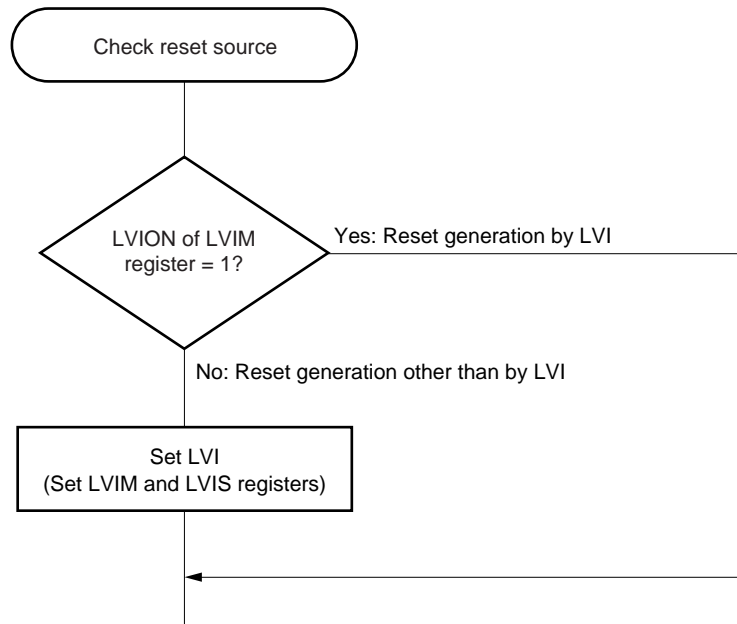 Check reset source
LVION of LVIM
register = 1?
Yes: Reset generation by LVI
No: Reset generation other than by LVI
Set LVI
(Set LVIM and LVIS registers)